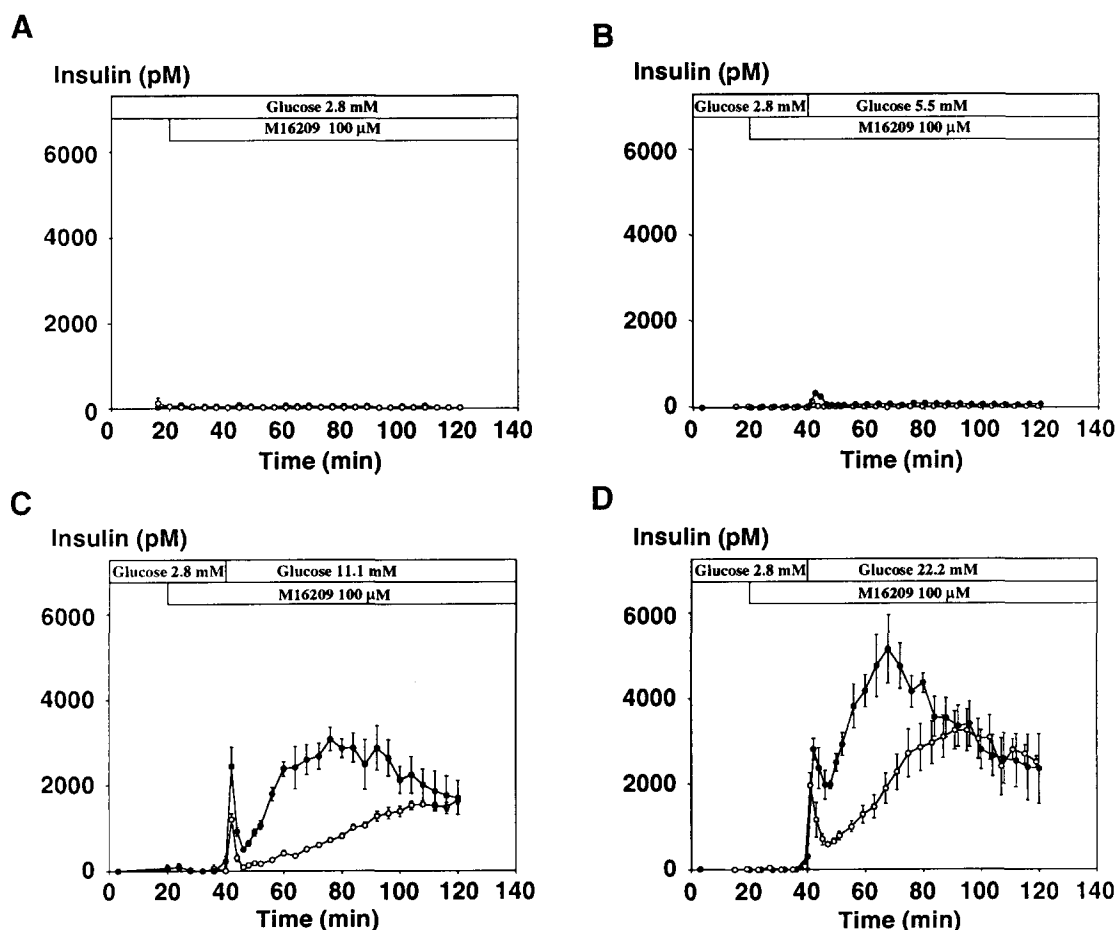 A
Insulin (pM)
Glucose 2.8 mM
M16209 100 μM
6000
4000
2000
0
0 20 40 60 80 100 120 140
Time (min)
B
Insulin (pM)
Glucose 2.8 mM Glucose 5.5 mM
M16209 100 μM
6000
4000
2000
0
0 20 40 60 80 100 120 140
Time (min)
C
Insulin (pM)
Glucose 2.8 mM Glucose 11.1 mM
M16209 100 μM
6000
4000
2000
0
0 20 40 60 80 100 120 140
Time (min)
D
Insulin (pM)
Glucose 2.8 mM Glucose 22.2 mM
M16209 100 μM
6000
4000
2000
0
0 20 40 60 80 100 120 140
Time (min)